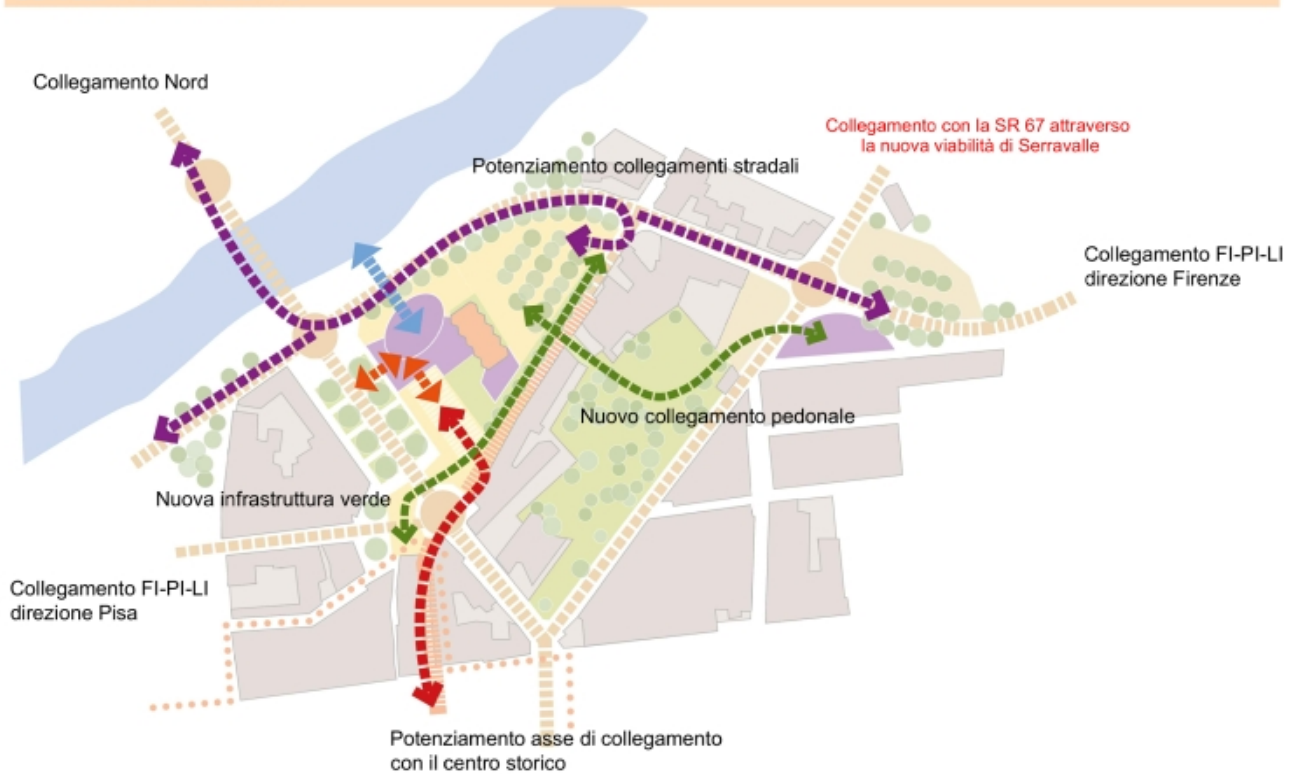 Collegamento Nord
Collegamento con la SR 67 attraverso
la nuova viabilità di Serravalle
Potenziamento collegamenti stradali
Collegamento FI-PI-LI
direzione Firenze
Nuovo collegamento pedonale
Nuova infrastruttura verde
Collegamento FI-PI-LI
direzione Pisa
Potenziamento asse di collegamento
con il centro storico